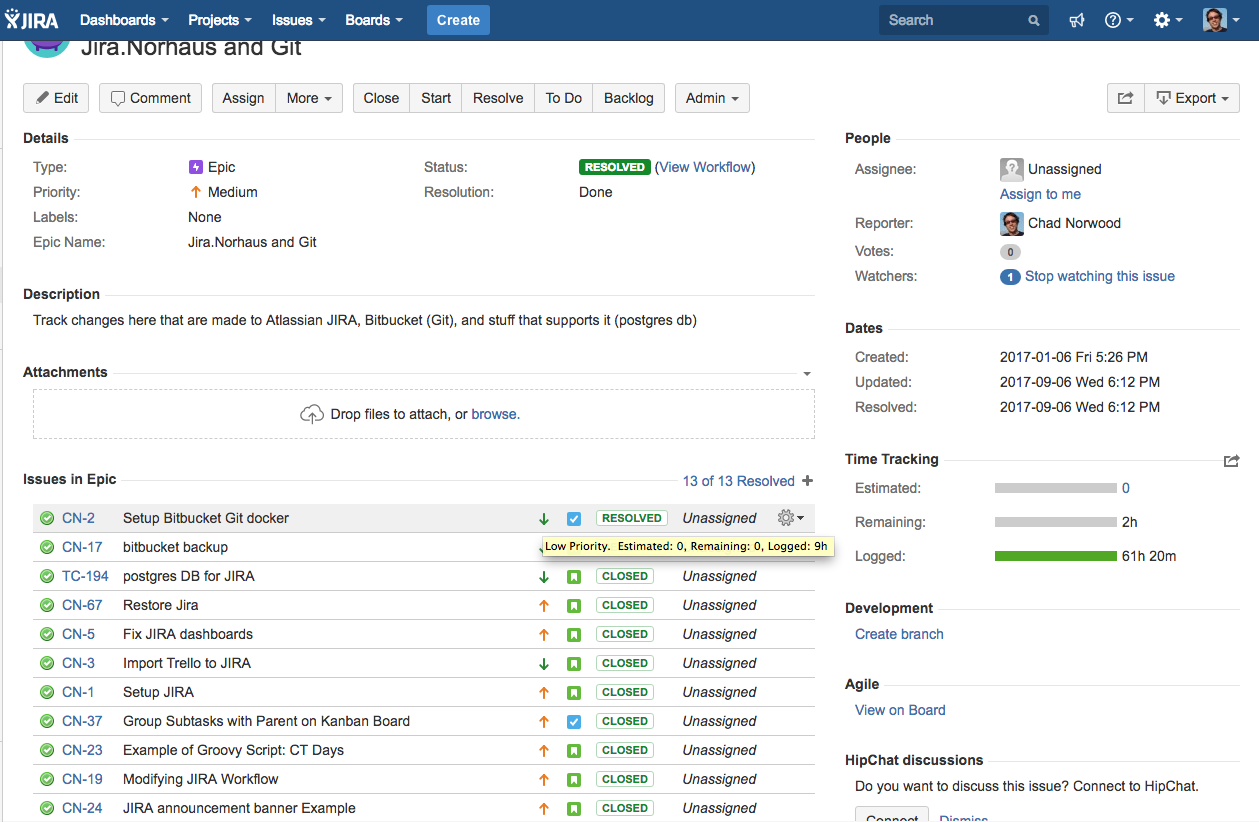 JIRA Dashboards Projects Issues Boards Create Search
Jira.Norhaus and Git
Edit Comment Assign More Close Start Resolve To Do Backlog Admin Export
Details
Type: Epic Status: RESOLVED (View Workflow)
Priority: Medium Resolution: Done
Labels: None
Epic Name: Jira.Norhaus and Git
Description
Track changes here that are made to Atlassian JIRA, Bitbucket (Git), and stuff that supports it (postgres db)
Attachments
Drop files to attach, or browse.
Issues in Epic 13 of 13 Resolved
CN-2 Setup Bitbucket Git docker RESOLVED Unassigned
CN-17 bitbucket backup
Low Priority. Estimated: 0, Remaining: 0, Logged: 9h
TC-194 postgres DB for JIRA CLOSED Unassigned
CN-67 Restore Jira CLOSED Unassigned
CN-5 Fix JIRA dashboards CLOSED Unassigned
CN-3 Import Trello to JIRA CLOSED Unassigned
CN-1 Setup JIRA CLOSED Unassigned
CN-37 Group Subtasks with Parent on Kanban Board CLOSED Unassigned
CN-23 Example of Groovy Script: CT Days CLOSED Unassigned
CN-19 Modifying JIRA Workflow CLOSED Unassigned
CN-24 JIRA announcement banner Example CLOSED Unassigned
People
Assignee: Unassigned
Assign to me
Reporter: Chad Norwood
Votes: 0
Watchers: 1 Stop watching this issue
Dates
Created: 2017-01-06 Fri 5:26 PM
Updated: 2017-09-06 Wed 6:12 PM
Resolved: 2017-09-06 Wed 6:12 PM
Time Tracking
Estimated: 0
Remaining: 2h
Logged: 61h 20m
Development
Create branch
Agile
View on Board
HipChat discussions
Do you want to discuss this issue? Connect to HipChat.
Connect Dismiss